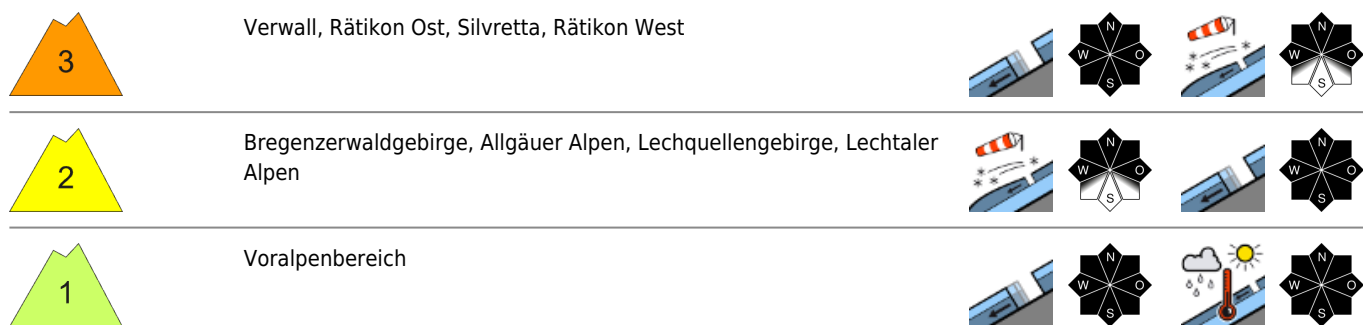 3
Verwall, Rätikon Ost, Silvretta, Rätikon West
N
W
O
S
N
W
O
S
2
Bregenzerwaldgebirge, Allgäuer Alpen, Lechquellengebirge, Lechtaler
Alpen
N
W
O
S
N
W
O
S
1
Voralpenbereich
N
W
O
S
N
W
O
S